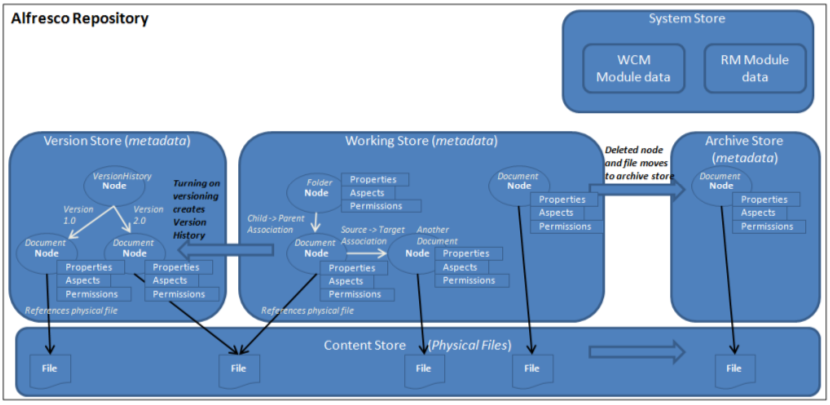 Alfresco Repository
System Store
WCM
Module data
RM Module
data
Version Store (metadata)
VersionHistory
Node
Version
1.0
Version
2.0
Document
Node
Properties
Aspects
Permissions
Document
Node
Properties
Aspects
Permissions
References physical file
Turning on
versioning
creates
Version
History
Working Store (metadata)
Folder
Node
Properties
Aspects
Permissions
Child -> Parent
Association
Document
Node
Properties
Aspects
Permissions
Source -> Target
Association
Another
Document
Node
Properties
Aspects
Permissions
References physical file
Document
Node
Properties
Aspects
Permissions
Deleted node
and file moves
to archive store
Archive Store
(metadata)
Document
Node
Properties
Aspects
Permissions
Content Store (Physical Files)
File
File
File
File
File